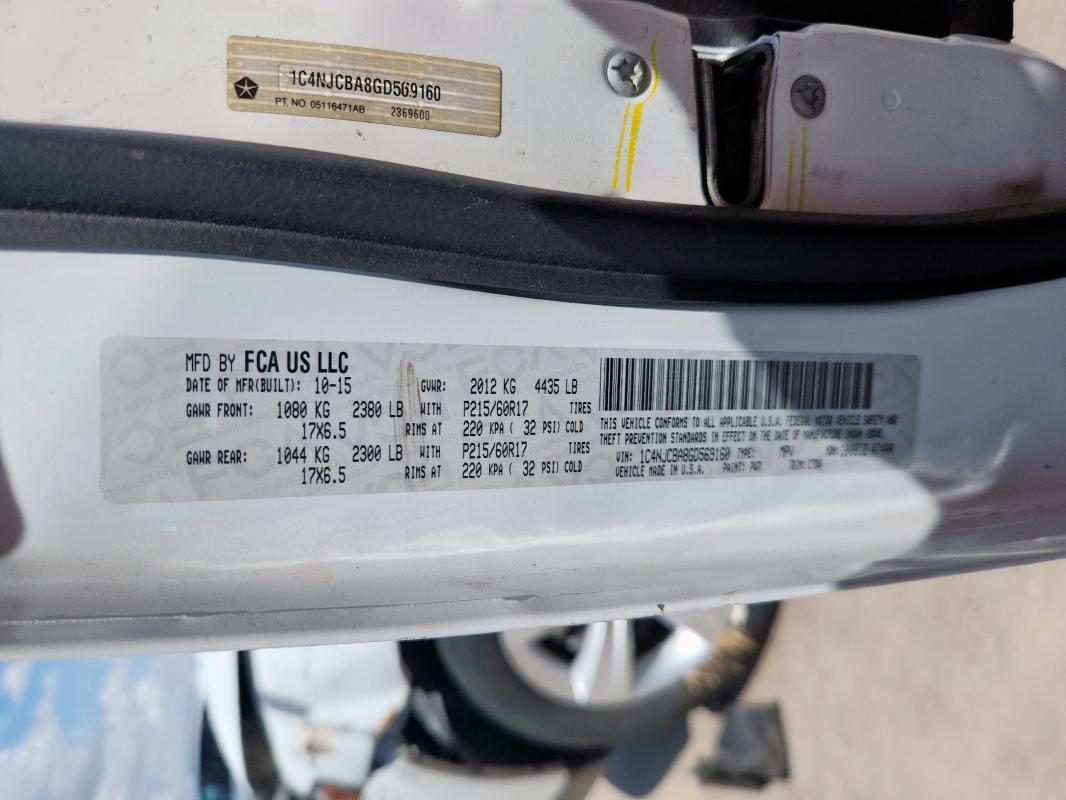 1C4NJCBA8GD569160
PT. NO. 05116471AB 2369600
MFD BY FCA US LLC
DATE OF MFR(BUILT): 10-15 GVWR: 2012 KG 4435 LB
GAWR FRONT: 1080 KG 2380 LB WITH P215/60R17 TIRES
17X6.5 RIMS AT 220 KPA ( 32 PSI) COLD
GAWR REAR: 1044 KG 2300 LB WITH P215/60R17 TIRES
17X6.5 RIMS AT 220 KPA ( 32 PSI) COLD
THIS VEHICLE CONFORMS TO ALL APPLICABLE U.S.A. FEDERAL MOTOR VEHICLE SAFETY AND
THEFT PREVENTION STANDARDS IN EFFECT ON THE DATE OF MANUFACTURE SHOWN ABOVE.
VIN: 1C4NJCBA8GD569160 TYPE: MPV MDH:
VEHICLE MADE IN U.S.A. PAINT: PW7 TRIM: